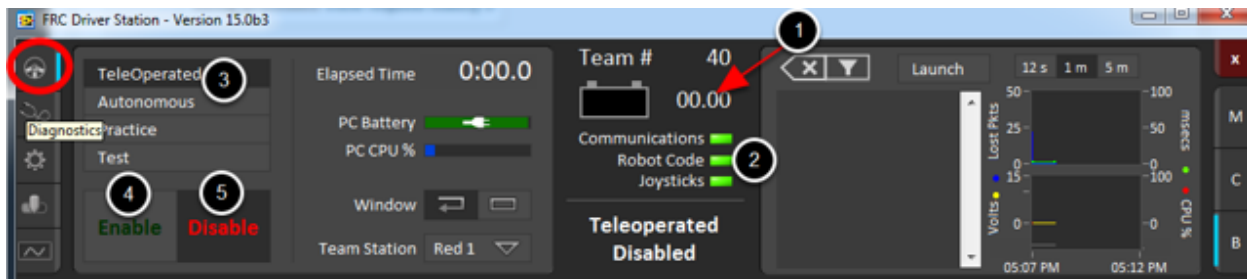 FRC Driver Station - Version 15.0b3
TeleOperated
Autonomous
Practice
Test
Diagnostics
Enable
Disable
3
4
5
Elapsed Time 0:00.0
PC Battery
PC CPU %
Window
Team Station Red 1
Team # 40
1
00.00
Communications
Robot Code
Joysticks
2
Teleoperated
Disabled
X
Launch
12 s 1 m 5 m
50
25
0
15
0
100
50
0
100
0
Lost Pkts
Volts
msecs
CPU %
05:07 PM 05:12 PM
x
M
C
B